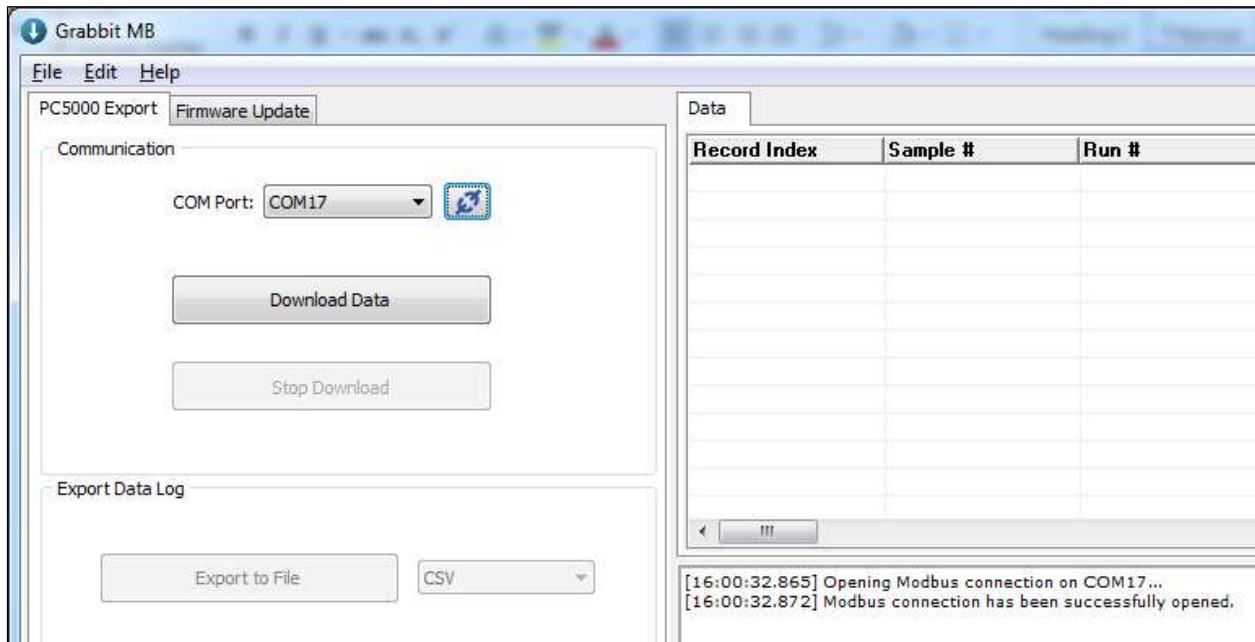 Grabbit MB
File Edit Help
PC5000 Export Firmware Update
Communication
COM Port: COM17
Download Data
Stop Download
Export Data Log
Export to File CSV
Data
Record Index Sample # Run #
[16:00:32.865] Opening Modbus connection on COM17...
[16:00:32.872] Modbus connection has been successfully opened.